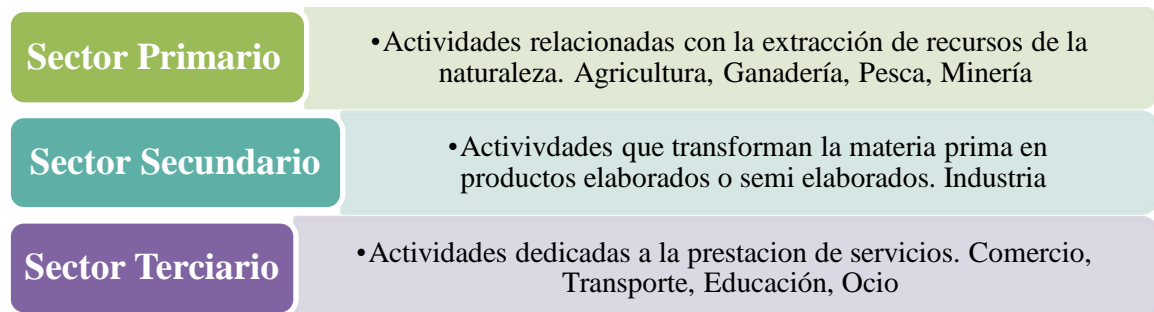 Sector Primario
•Actividades relacionadas con la extracción de recursos de la
naturaleza. Agricultura, Ganadería, Pesca, Minería
Sector Secundario
•Activivdades que transforman la materia prima en
productos elaborados o semi elaborados. Industria
Sector Terciario
•Actividades dedicadas a la prestacion de servicios. Comercio,
Transporte, Educación, Ocio